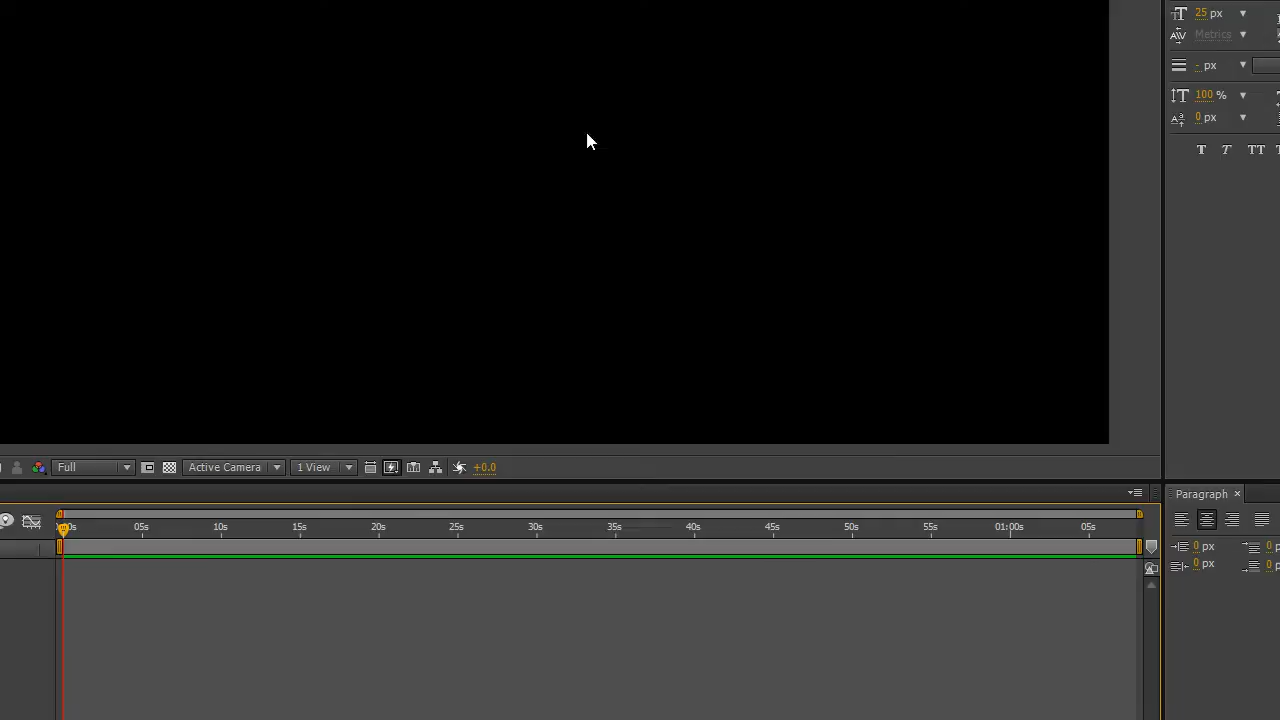 25 px
Metrics
- px
100 %
0 px
T T TT
Full Active Camera 1 View +0.0
Paragraph
05s 10s 15s 20s 25s 30s 35s 40s 45s 50s 55s 01:00s 05s
0 px
0 px